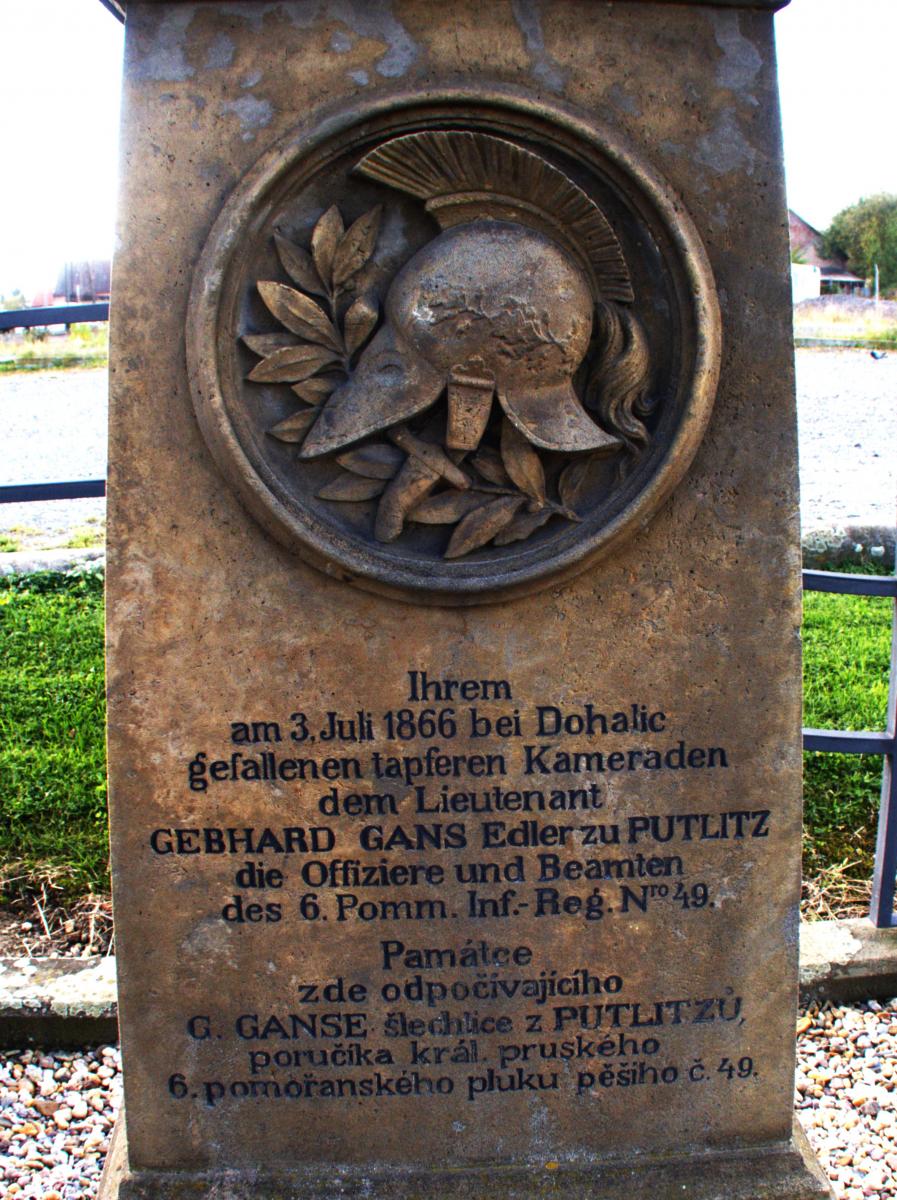 Ihrem
am 3. Juli 1866 bei Dohalic
gefallenen tapferen Kameraden
dem Lieutenant
GEBHARD GANS Edler zu PUTLITZ
die Offiziere und Beamten
des 6. Pomm. Inf.-Reg. Nro 49.
Památce
zde odpočívajícího
G. GANSE šlechtice z PUTLITZŮ,
poručíka král. pruského
6. pomořanského pluku pěšího č. 49.